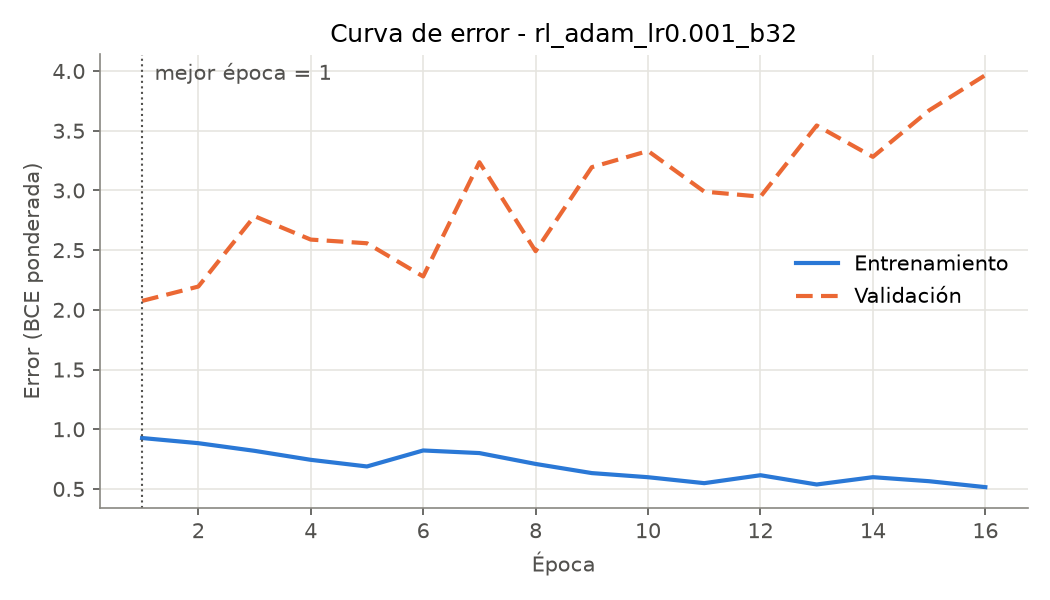 Curva de error - rl_adam_lr0.001_b32
mejor época = 1
4.0
3.5
3.0
2.5
2.0
1.5
1.0
0.5
Error (BCE ponderada)
Entrenamiento
Validación
2 4 6 8 10 12 14 16
Época